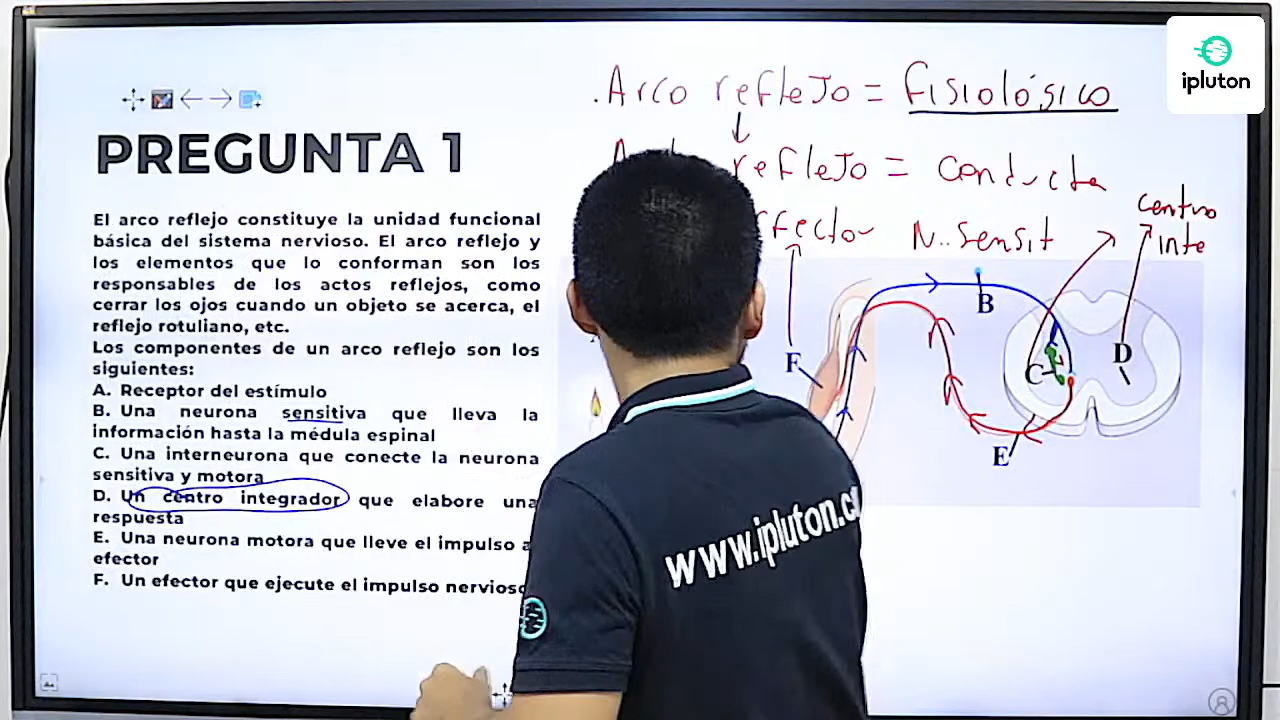 ipluton
PREGUNTA 1
El arco reflejo constituye la unidad funcional
básica del sistema nervioso. El arco reflejo y
los elementos que lo conforman son los
responsables de los actos reflejos, como
cerrar los ojos cuando un objeto se acerca, el
reflejo rotuliano, etc.
Los componentes de un arco reflejo son los
siguientes:
A. Receptor del estímulo
B. Una neurona sensitiva que lleva la
información hasta la médula espinal
C. Una interneurona que conecte la neurona
sensitiva y motora
D. Un centro integrador que elabore una
respuesta
E. Una neurona motora que lleve el impulso a
efector
F. Un efector que ejecute el impulso nervioso
Arco reflejo = fisiológico
reflejo = conducta
N. Sensit
centro
inte
B
C
D
E
F
www.ipluton.c